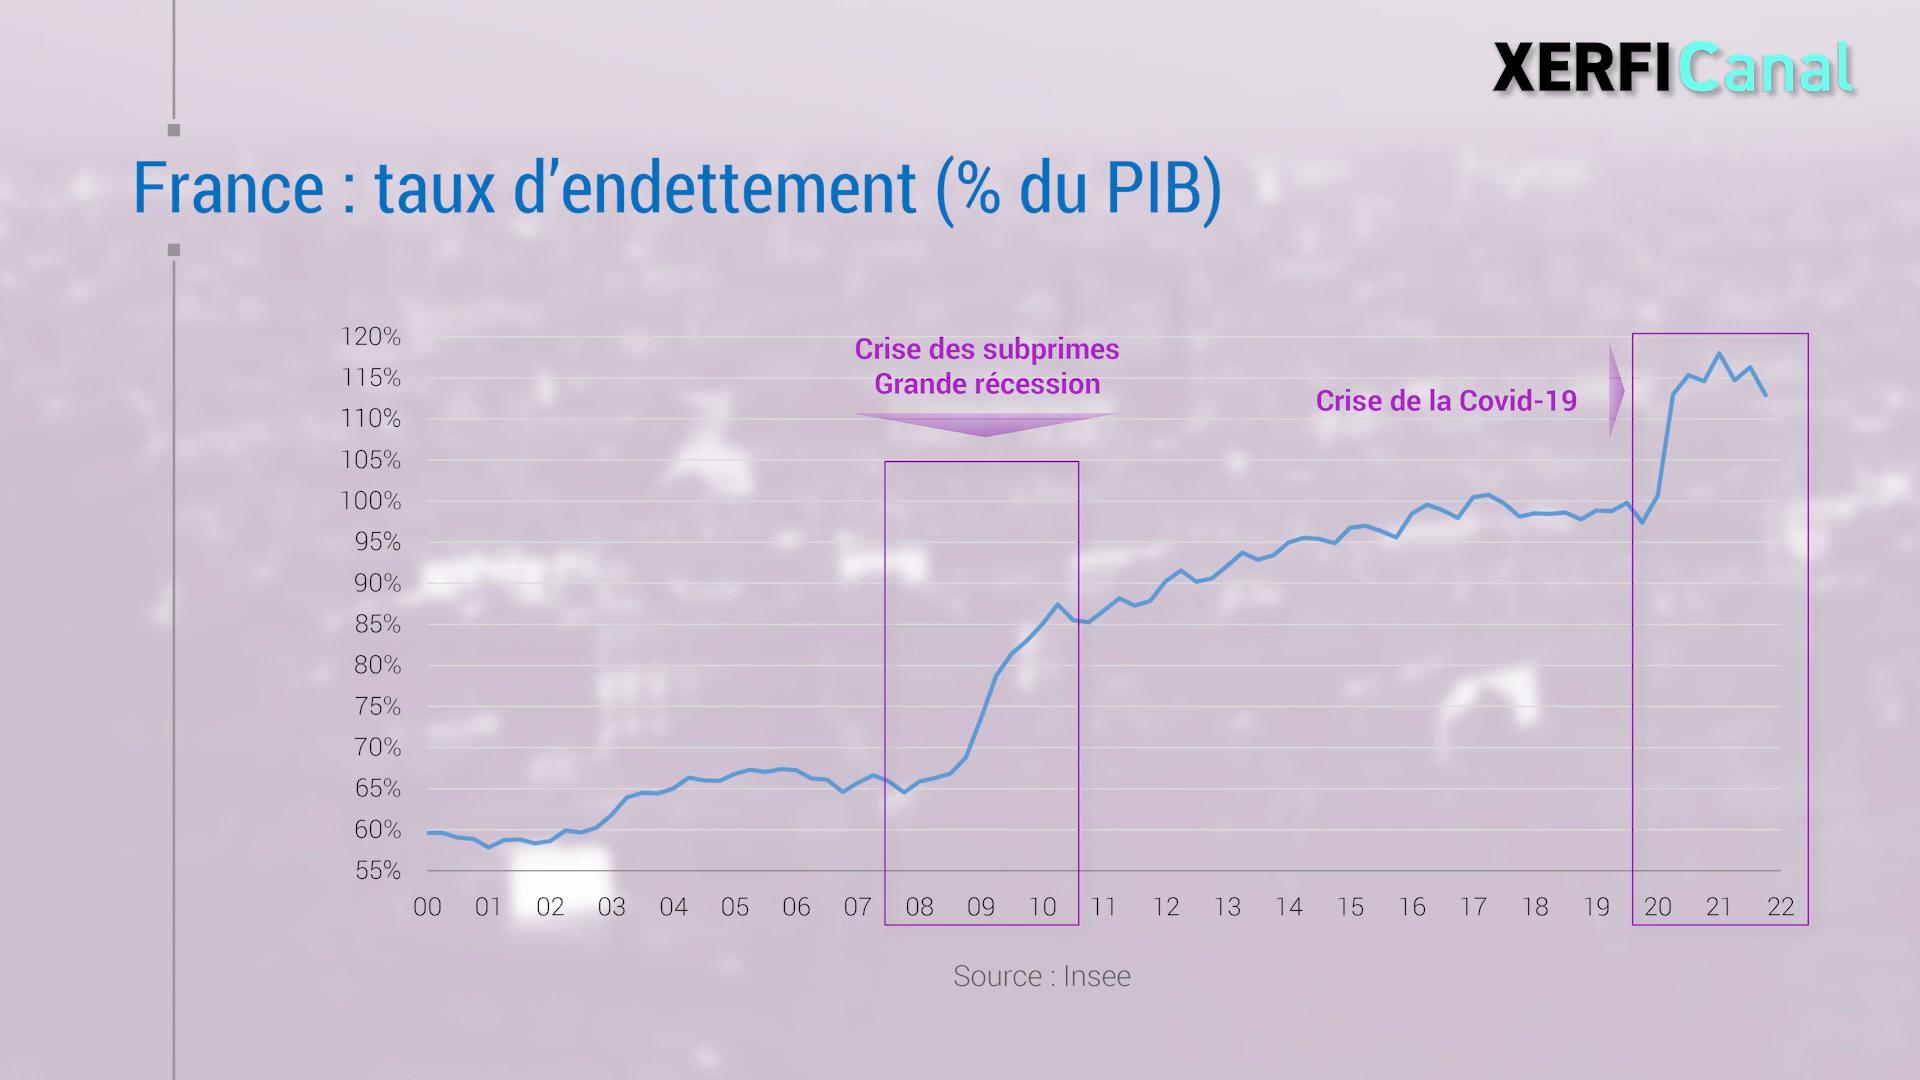 XERFI Canal
France : taux d’endettement (% du PIB)
120%
115%
110%
105%
100%
95%
90%
85%
80%
75%
70%
65%
60%
55%
Crise des subprimes
Grande récession
Crise de la Covid-19
00 01 02 03 04 05 06 07 08 09 10 11 12 13 14 15 16 17 18 19 20 21 22
Source : Insee